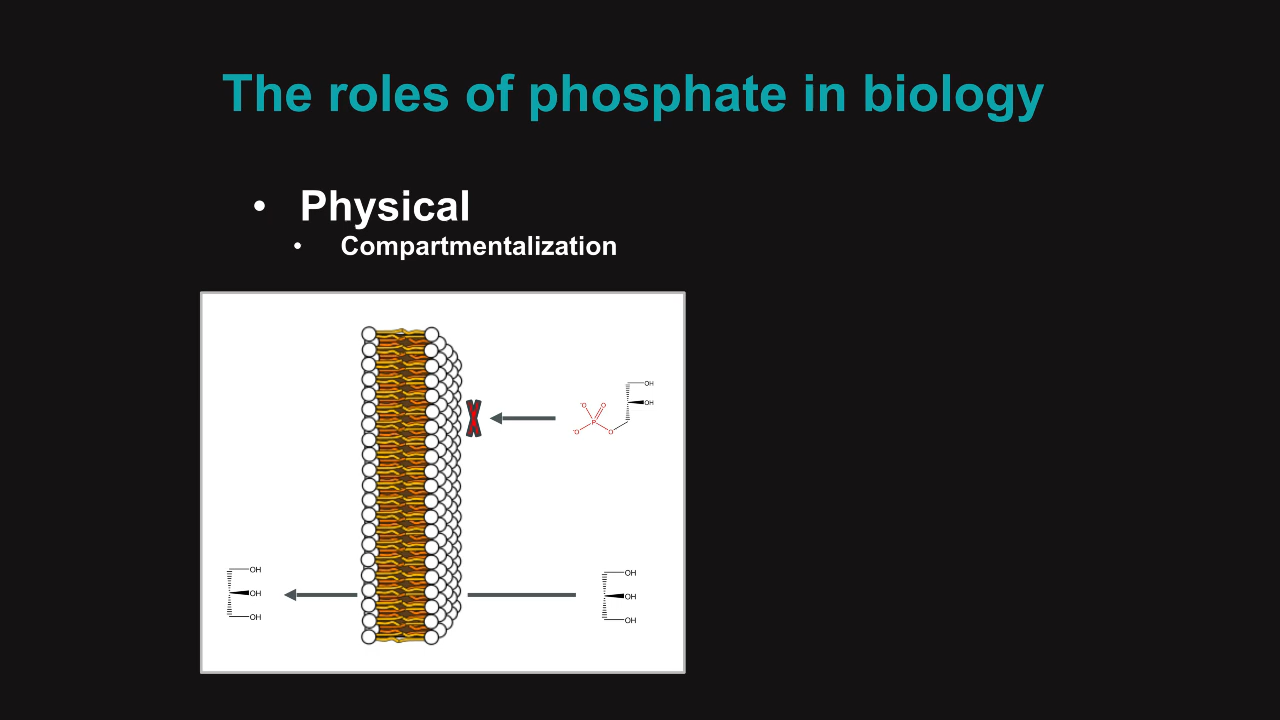 The roles of phosphate in biology
• Physical
• Compartmentalization
OH
OH
⁻O
O
P
⁻O
O
OH
OH
OH
OH
OH
OH